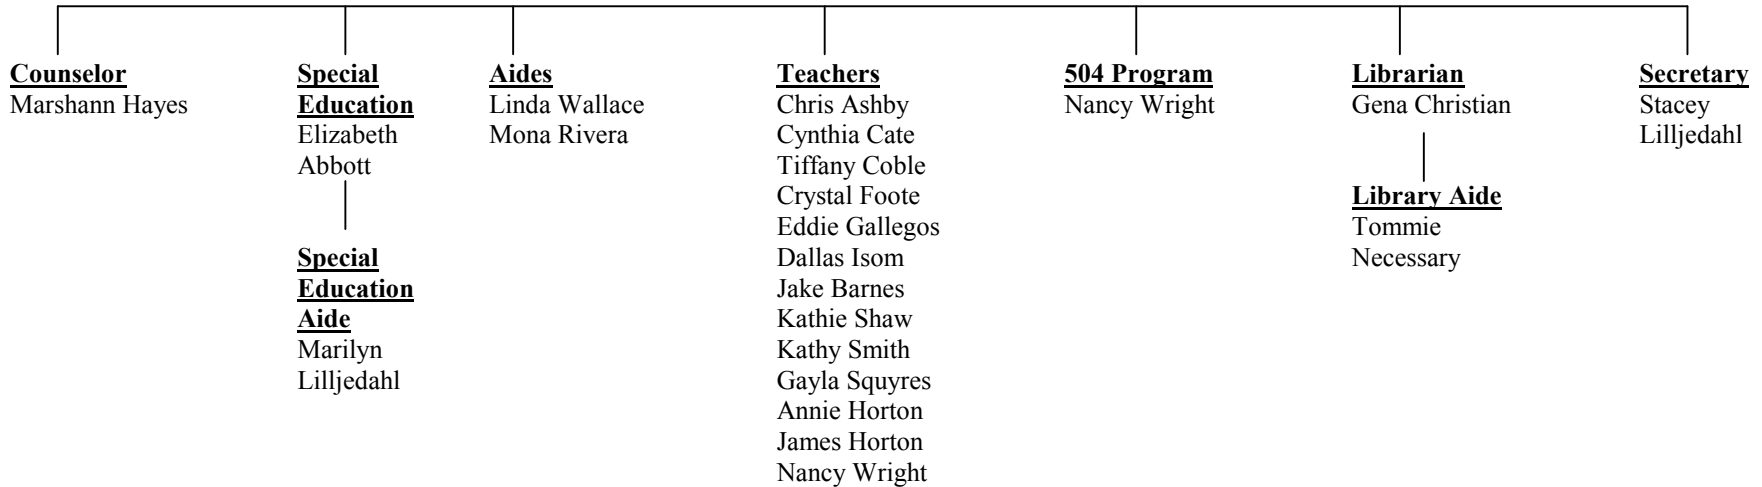 Counselor
Marshann Hayes
Special
Education
Elizabeth
Abbott
Special
Education
Aide
Marilyn
Lilljedahl
Aides
Linda Wallace
Mona Rivera
Teachers
Chris Ashby
Cynthia Cate
Tiffany Coble
Crystal Foote
Eddie Gallegos
Dallas Isom
Jake Barnes
Kathie Shaw
Kathy Smith
Gayla Squyres
Annie Horton
James Horton
Nancy Wright
504 Program
Nancy Wright
Librarian
Gena Christian
Library Aide
Tommie
Necessary
Secretary
Stacey
Lilljedahl